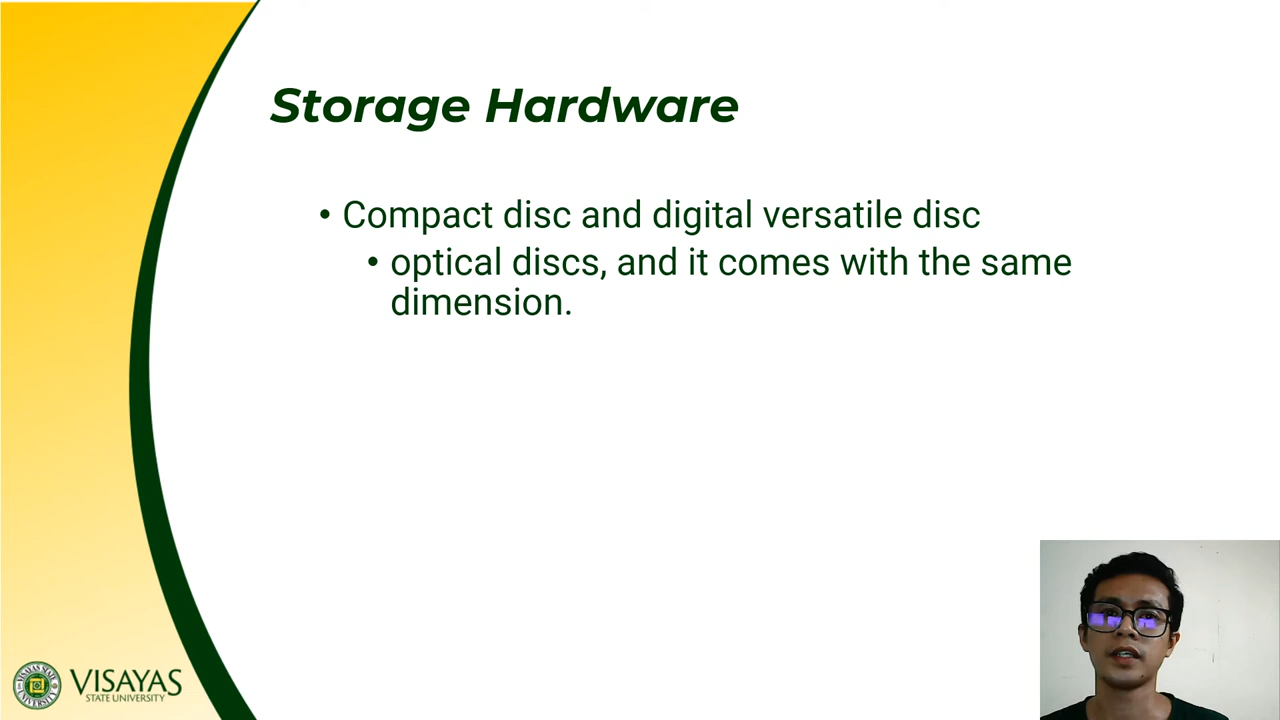 Storage Hardware
• Compact disc and digital versatile disc
• optical discs, and it comes with the same
dimension.
VISAYAS
STATE UNIVERSITY